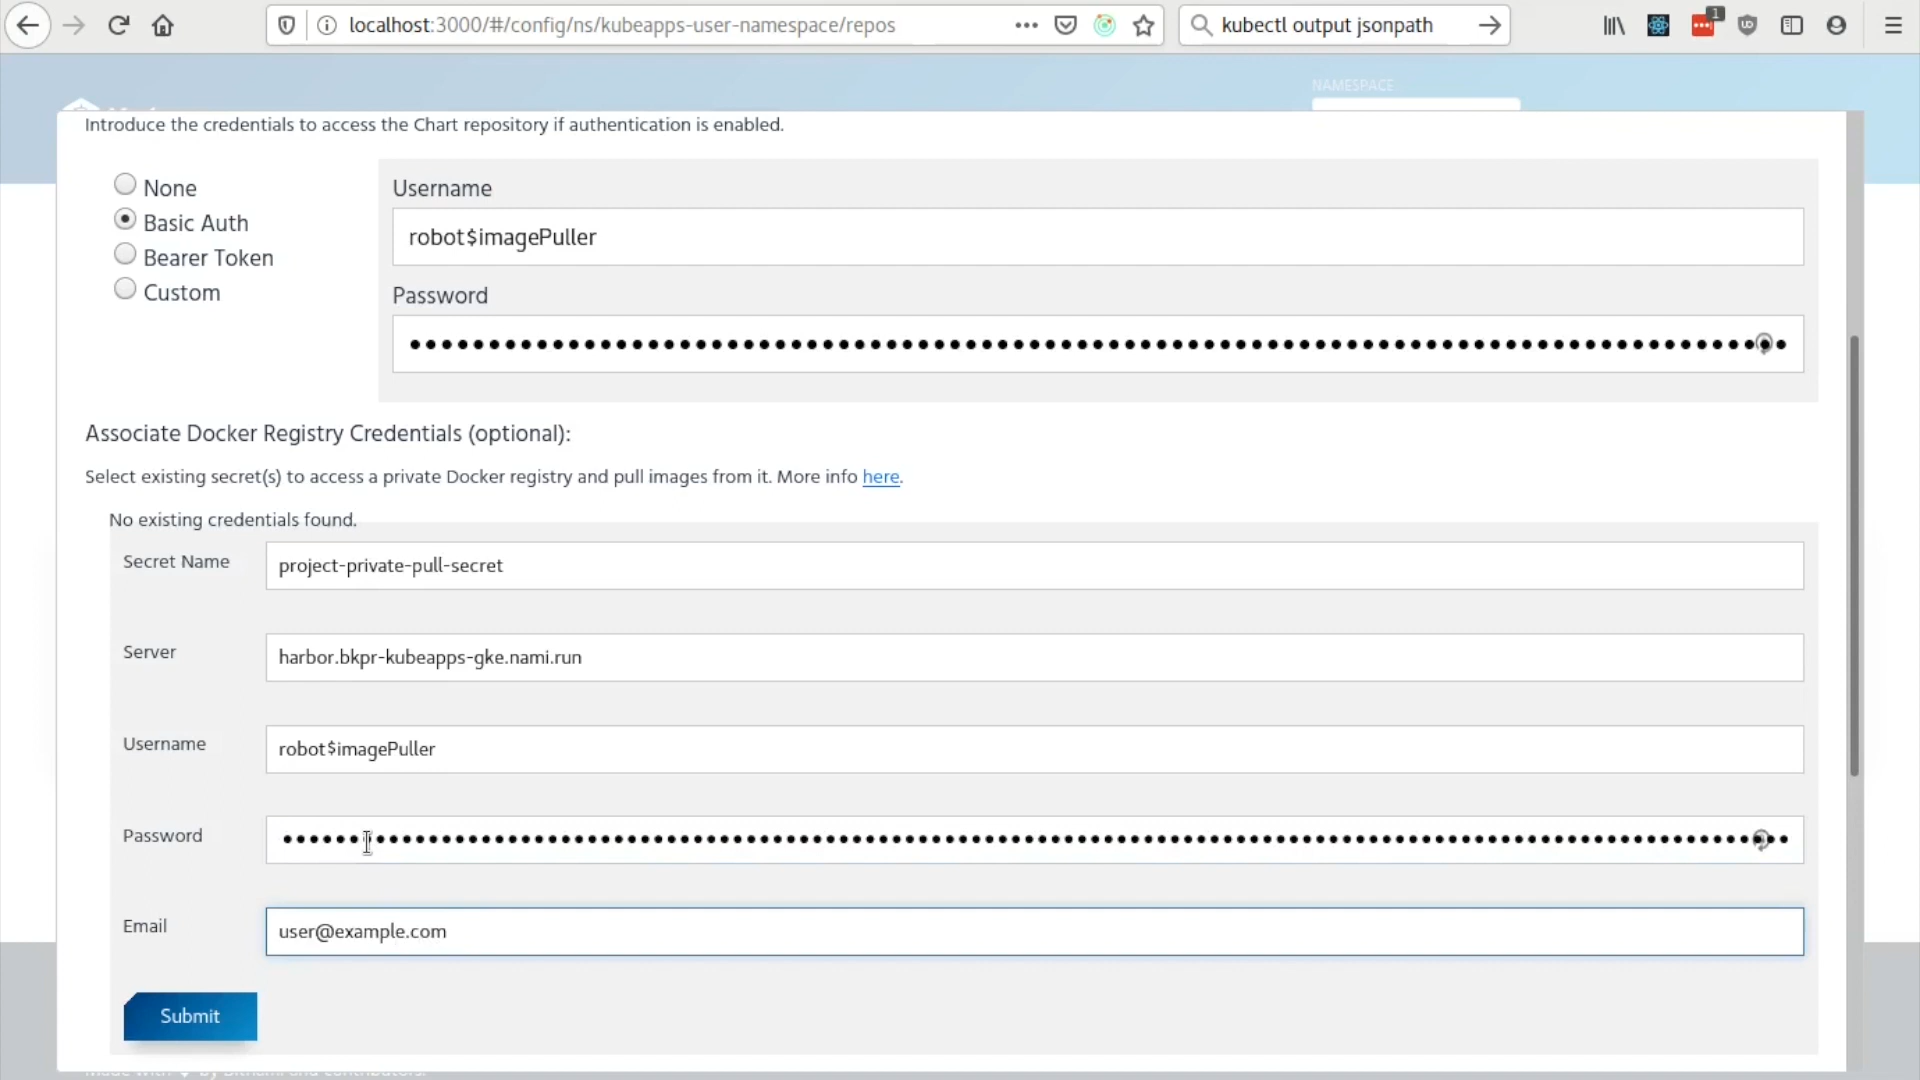 localhost:3000/#/config/ns/kubeapps-user-namespace/repos
kubectl output jsonpath
1
NAMESPACE
Introduce the credentials to access the Chart repository if authentication is enabled.
None
Basic Auth
Bearer Token
Custom
Username
robot$imagePuller
Password
Associate Docker Registry Credentials (optional):
Select existing secret(s) to access a private Docker registry and pull images from it. More info here.
No existing credentials found.
Secret Name
project-private-pull-secret
Server
harbor.bkpr-kubeapps-gke.nami.run
Username
robot$imagePuller
Password
Email
user@example.com
Submit